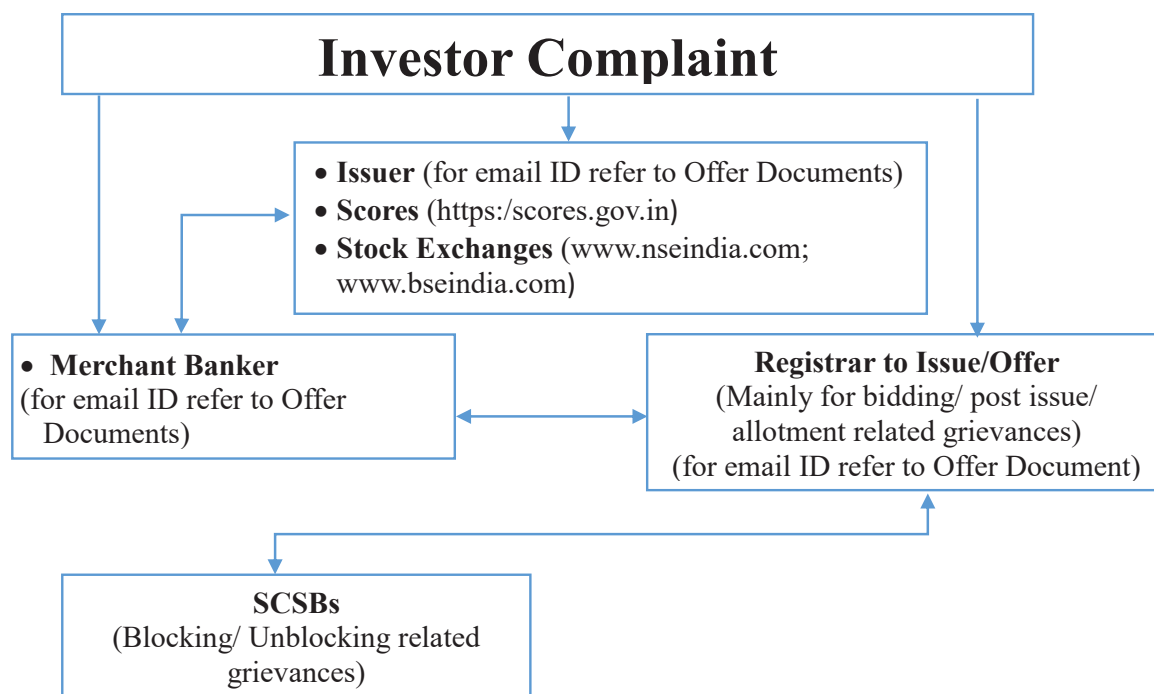 Investor Complaint
• Issuer (for email ID refer to Offer Documents)
• Scores (https:/scores.gov.in)
• Stock Exchanges (www.nseindia.com;
www.bseindia.com)
• Merchant Banker
(for email ID refer to Offer
Documents)
Registrar to Issue/Offer
(Mainly for bidding/ post issue/
allotment related grievances)
(for email ID refer to Offer Document)
SCSBs
(Blocking/ Unblocking related
grievances)